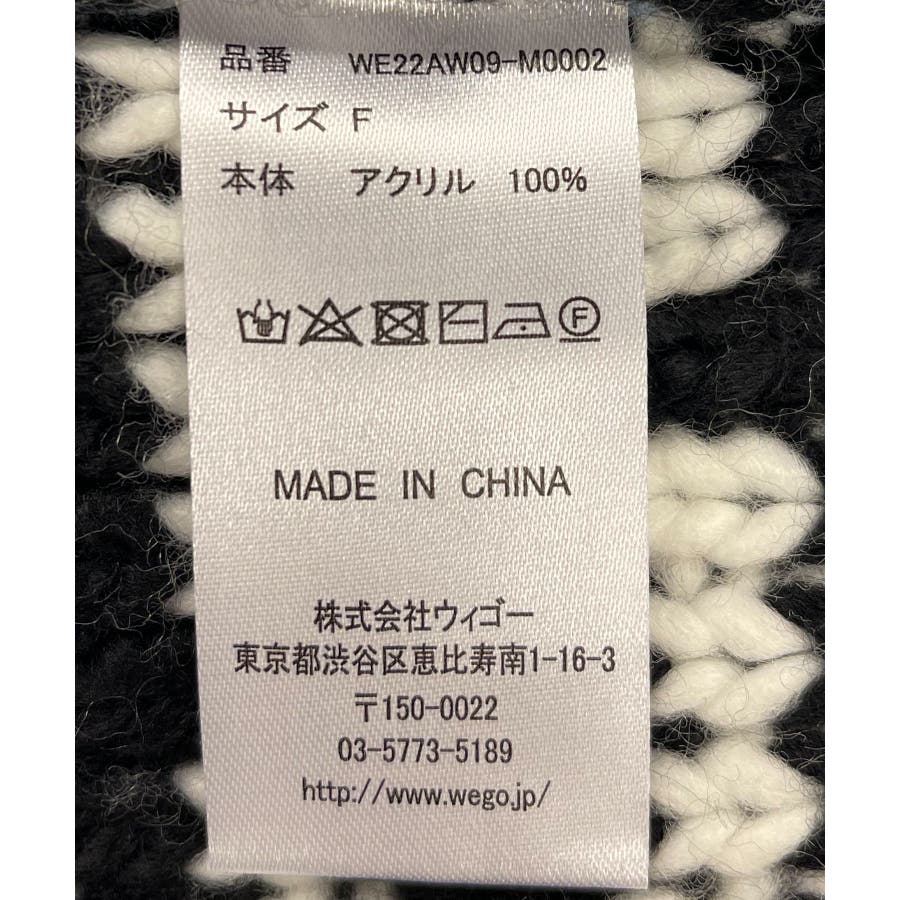 品番 WE22AW09-M0002
サイズ F
本体 アクリル 100%
F
MADE IN CHINA
株式会社ウィゴー
東京都渋谷区恵比寿南1-16-3
〒150-0022
03-5773-5189
http://www.wego.jp/